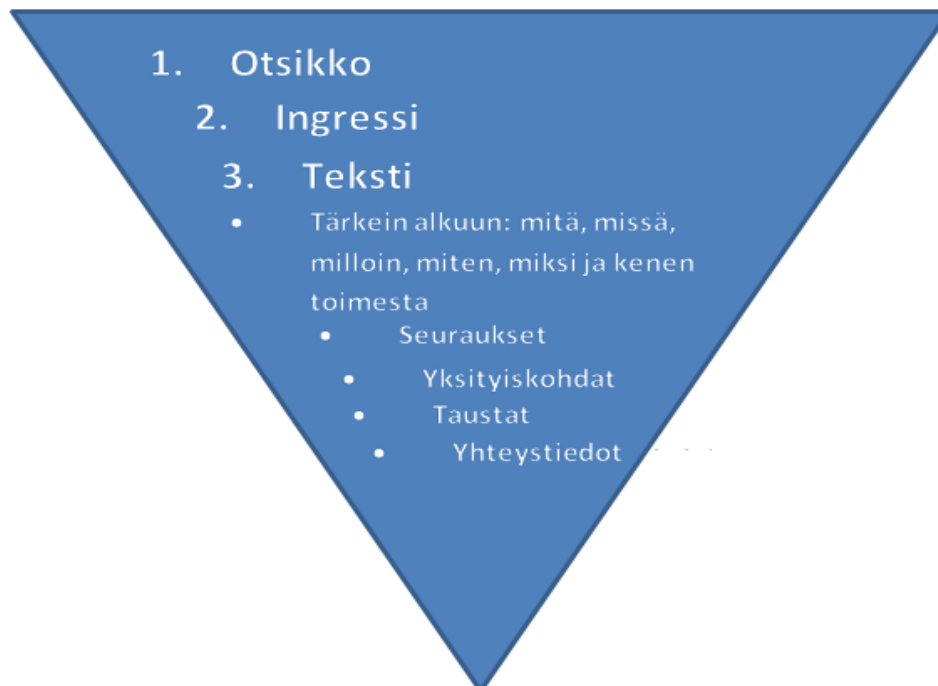 1. Otsikko
2. Ingressi
3. Teksti
• Tärkein alkuun: mitä, missä,
milloin, miten, miksi ja kenen
toimesta
• Seuraukset
• Yksityiskohdat
• Taustat
• Yhteystiedot